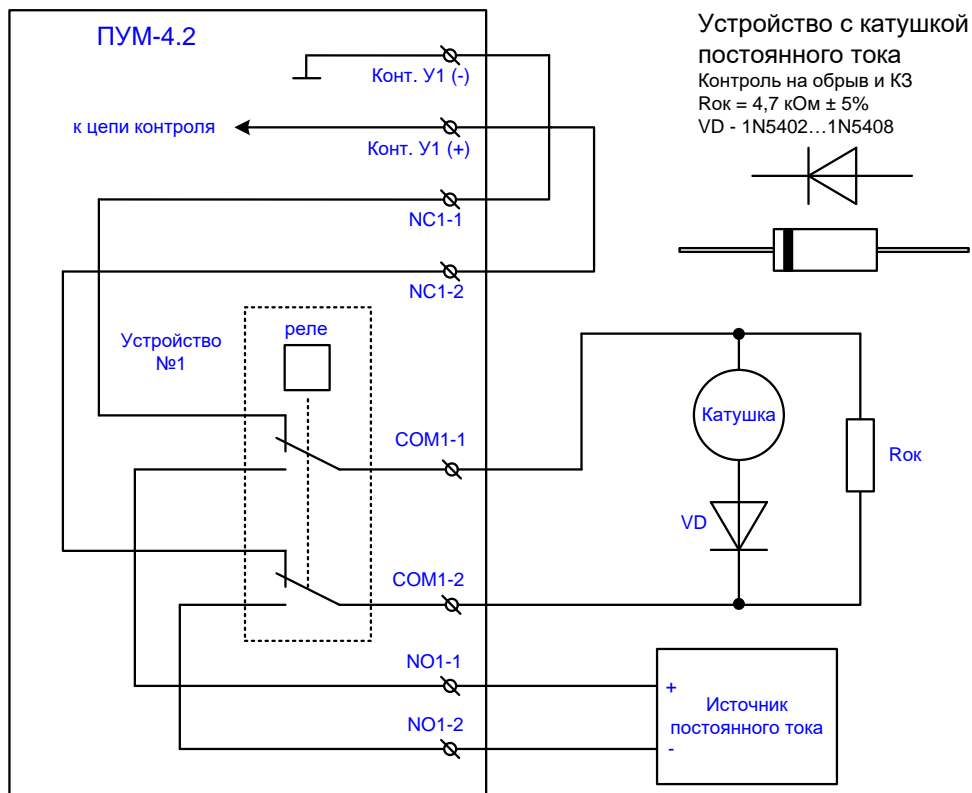 ПУМ-4.2
Устройство с катушкой
постоянного тока
Контроль на обрыв и КЗ
Rок = 4,7 кОм ± 5%
VD - 1N5402…1N5408
Конт. У1 (-)
к цепи контроля
Конт. У1 (+)
NC1-1
NC1-2
Устройство
№1
реле
COM1-1
Катушка
Rок
VD
COM1-2
NO1-1
+
Источник
постоянного тока
NO1-2
-